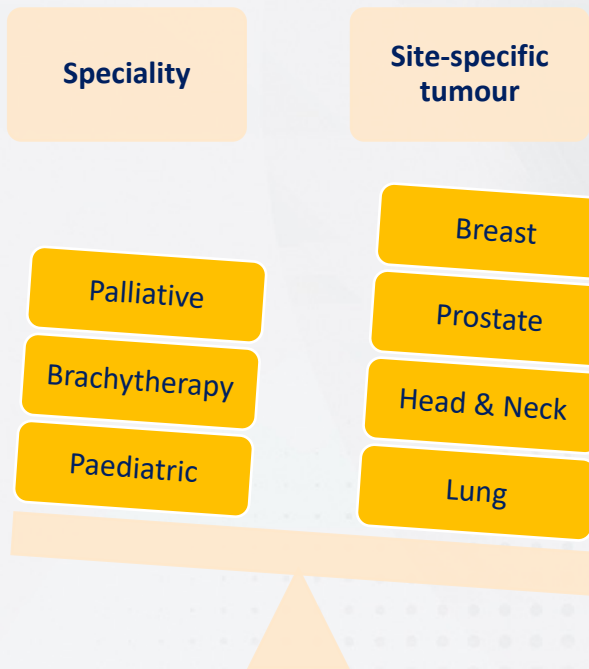 Speciality
Site-specific
tumour
Palliative
Brachytherapy
Paediatric
Breast
Prostate
Head & Neck
Lung